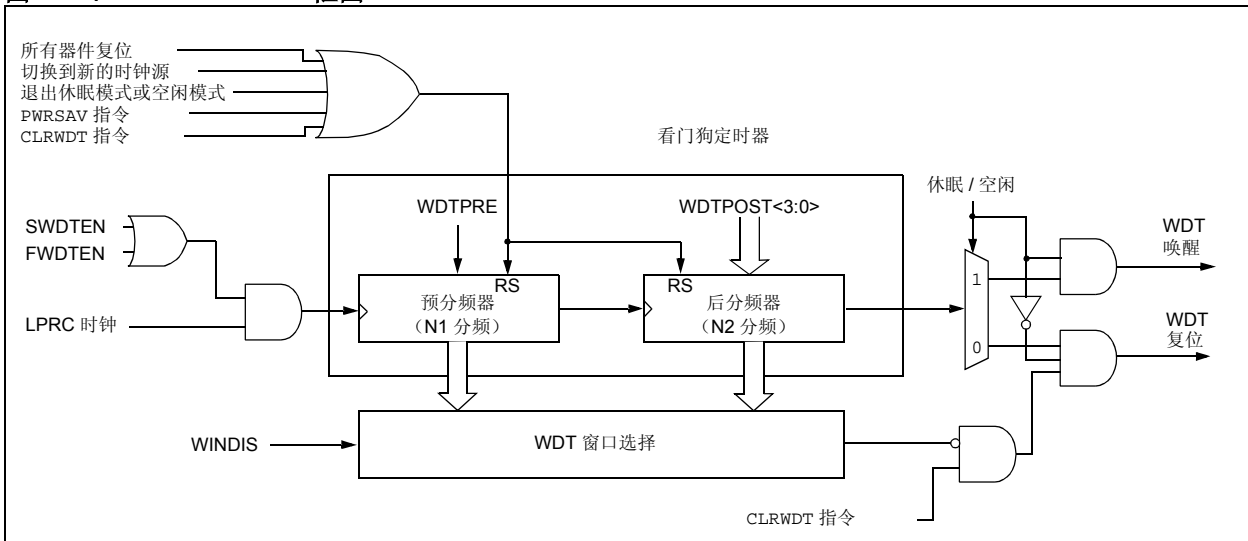 所有器件复位
切换到新的时钟源
退出休眠模式或空闲模式
PWRSAV 指令
CLRWDT 指令
看门狗定时器
休眠 / 空闲
WDTPRE
WDTPOST<3:0>
SWDTEN
FWDTEN
WDT
唤醒
RS
RS
1
预分频器
(N1 分频)
后分频器
(N2 分频)
LPRC 时钟
WDT
复位
0
WINDIS
WDT 窗口选择
CLRWDT 指令